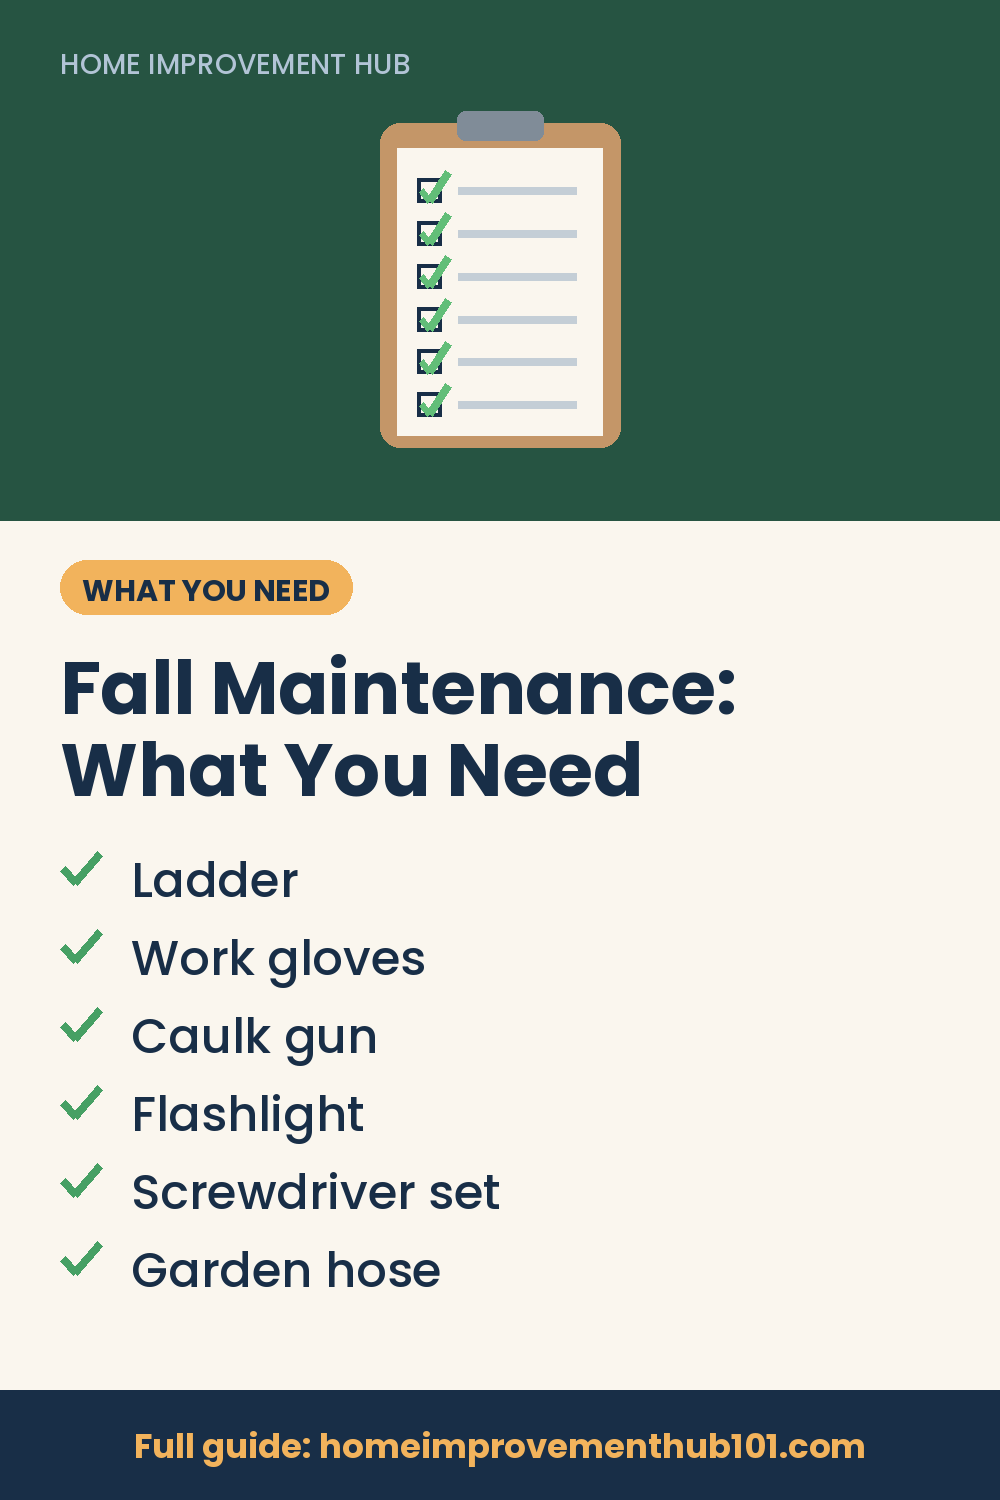 HOME IMPROVEMENT HUB
WHAT YOU NEED
Fall Maintenance:
What You Need
Ladder
Work gloves
Caulk gun
Flashlight
Screwdriver set
Garden hose
Full guide: homeimprovementhub101.com